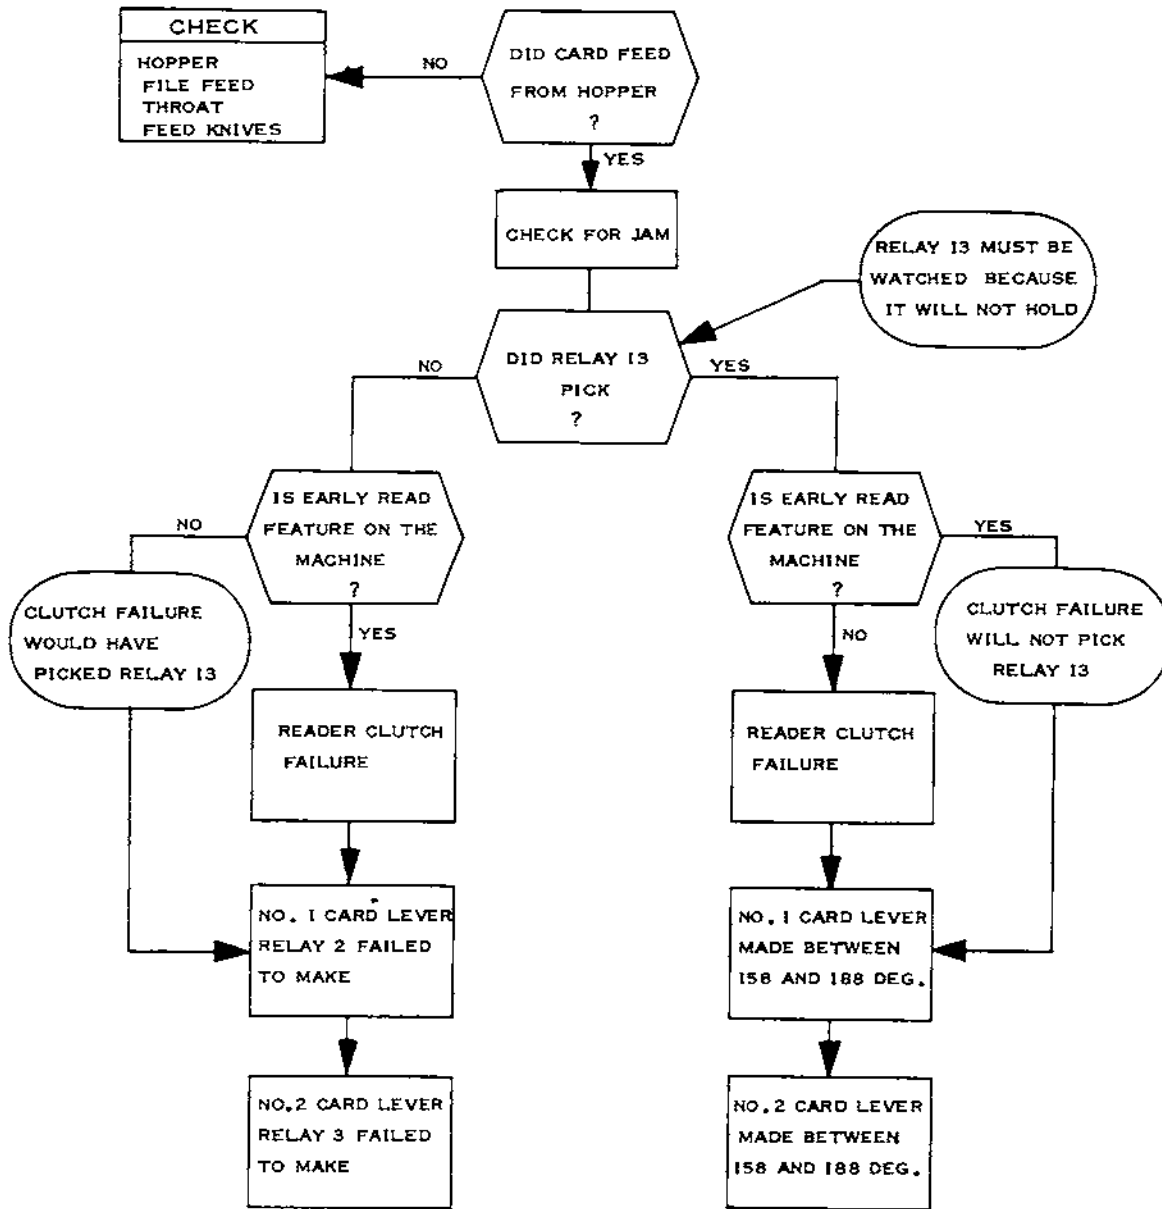 CHECK
HOPPER
FILE FEED
THROAT
FEED KNIVES
NO
DID CARD FEED
FROM HOPPER
?
YES
CHECK FOR JAM
RELAY 13 MUST BE
WATCHED BECAUSE
IT WILL NOT HOLD
DID RELAY 13
PICK
?
NO
YES
IS EARLY READ
FEATURE ON THE
MACHINE
?
NO
YES
CLUTCH FAILURE
WOULD HAVE
PICKED RELAY 13
READER CLUTCH
FAILURE
NO. 1 CARD LEVER
RELAY 2 FAILED
TO MAKE
NO.2 CARD LEVER
RELAY 3 FAILED
TO MAKE
IS EARLY READ
FEATURE ON THE
MACHINE
?
YES
NO
CLUTCH FAILURE
WILL NOT PICK
RELAY 13
READER CLUTCH
FAILURE
NO. 1 CARD LEVER
MADE BETWEEN
158 AND 188 DEG.
NO.2 CARD LEVER
MADE BETWEEN
158 AND 188 DEG.